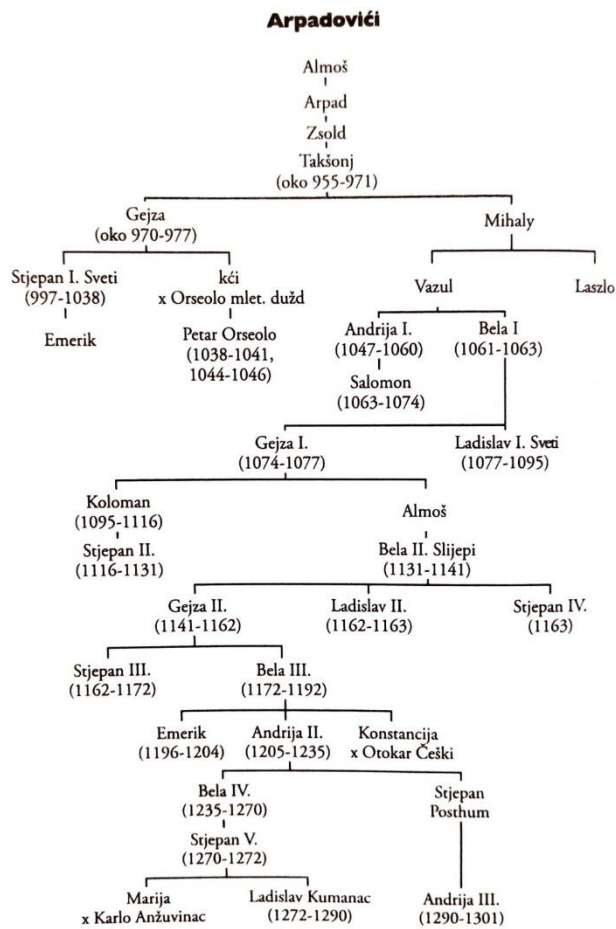 Arpadovići
Almoš
Arpad
Zsold
Takšonj
(oko 955-971)
Gejza
(oko 970-977)
Mihaly
Stjepan I. Sveti
(997-1038)
kći
x Orseolo mlet. dužd
Vazul
Laszlo
Emerik
Petar Orseolo
(1038-1041,
1044-1046)
Andrija I.
(1047-1060)
Bela I
(1061-1063)
Salomon
(1063-1074)
Gejza I.
(1074-1077)
Ladislav I. Sveti
(1077-1095)
Koloman
(1095-1116)
Almoš
Stjepan II.
(1116-1131)
Bela II. Slijepi
(1131-1141)
Gejza II.
(1141-1162)
Ladislav II.
(1162-1163)
Stjepan IV.
(1163)
Stjepan III.
(1162-1172)
Bela III.
(1172-1192)
Emerik
(1196-1204)
Andrija II.
(1205-1235)
Konstancija
x Otokar Češki
Bela IV.
(1235-1270)
Stjepan
Posthum
Stjepan V.
(1270-1272)
Marija
x Karlo Anžuvinac
Ladislav Kumanac
(1272-1290)
Andrija III.
(1290-1301)